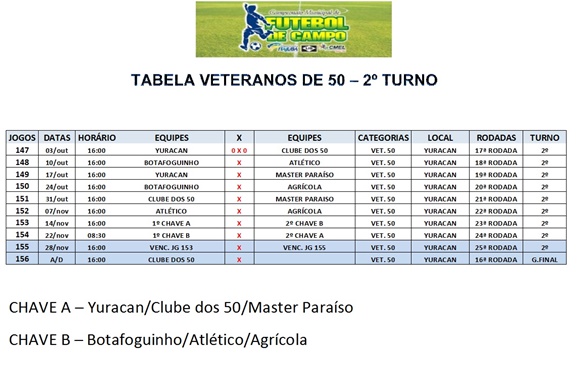 Campeonato Municipal de
FUTEBOL
DE CAMPO
CMEL
TABELA VETERANOS DE 50 – 2º TURNO
JOGOS DATAS HORÁRIO EQUIPES X EQUIPES CATEGORIAS LOCAL RODADAS TURNO
147 03/out 16:00 YURACAN 0 X 0 CLUBE DOS 50 VET. 50 YURACAN 17ª RODADA 2º
148 10/out 16:00 BOTAFOGUINHO X ATLÉTICO VET. 50 YURACAN 18ª RODADA 2º
149 17/out 16:00 YURACAN X MASTER PARAÍSO VET. 50 YURACAN 19ª RODADA 2º
150 24/out 16:00 BOTAFOGUINHO X AGRÍCOLA VET. 50 YURACAN 20ª RODADA 2º
151 31/out 16:00 CLUBE DOS 50 X MASTER PARAISO VET. 50 YURACAN 21ª RODADA 2º
152 07/nov 16:00 ATLÉTICO X AGRÍCOLA VET. 50 YURACAN 22ª RODADA 2º
153 14/nov 16:00 1º CHAVE A X 2º CHAVE B VET. 50 YURACAN 23ª RODADA 2º
154 22/nov 08:30 1º CHAVE B X 2º CHAVE A VET. 50 YURACAN 24ª RODADA 2º
155 28/nov 16:00 VENC. JG 153 X VENC. JG 155 VET. 50 YURACAN 25ª RODADA 2º
156 A/D 16:00 CLUBE DOS 50 X VET. 50 YURACAN 16ª RODADA G.FINAL
CHAVE A – Yuracan/Clube dos 50/Master Paraíso
CHAVE B – Botafoguinho/Atlético/Agrícola